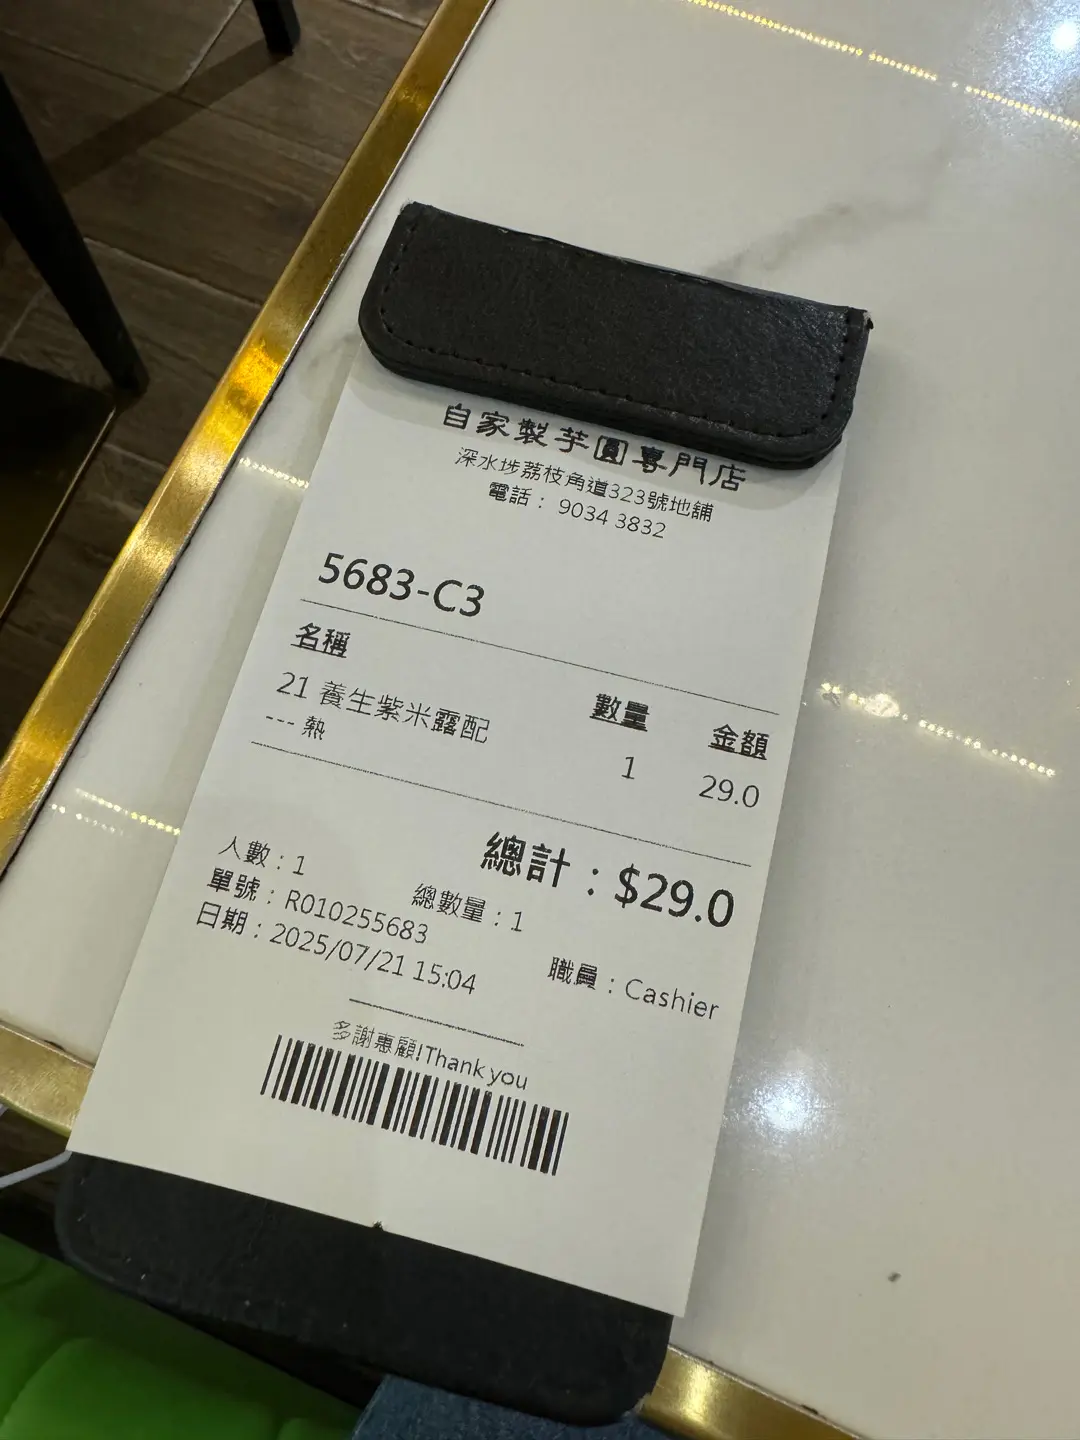 自家製芋圓專門店
深水埗荔枝角道323號地舖
電話： 9034 3832
5683-C3
名稱 數量 金額
21 養生紫米露配 1 29.0
--- 熱
總計：$29.0
人數：1 總數量：1
單號：R010255683
日期：2025/07/21 15:04 職員：Cashier
多謝惠顧!Thank you